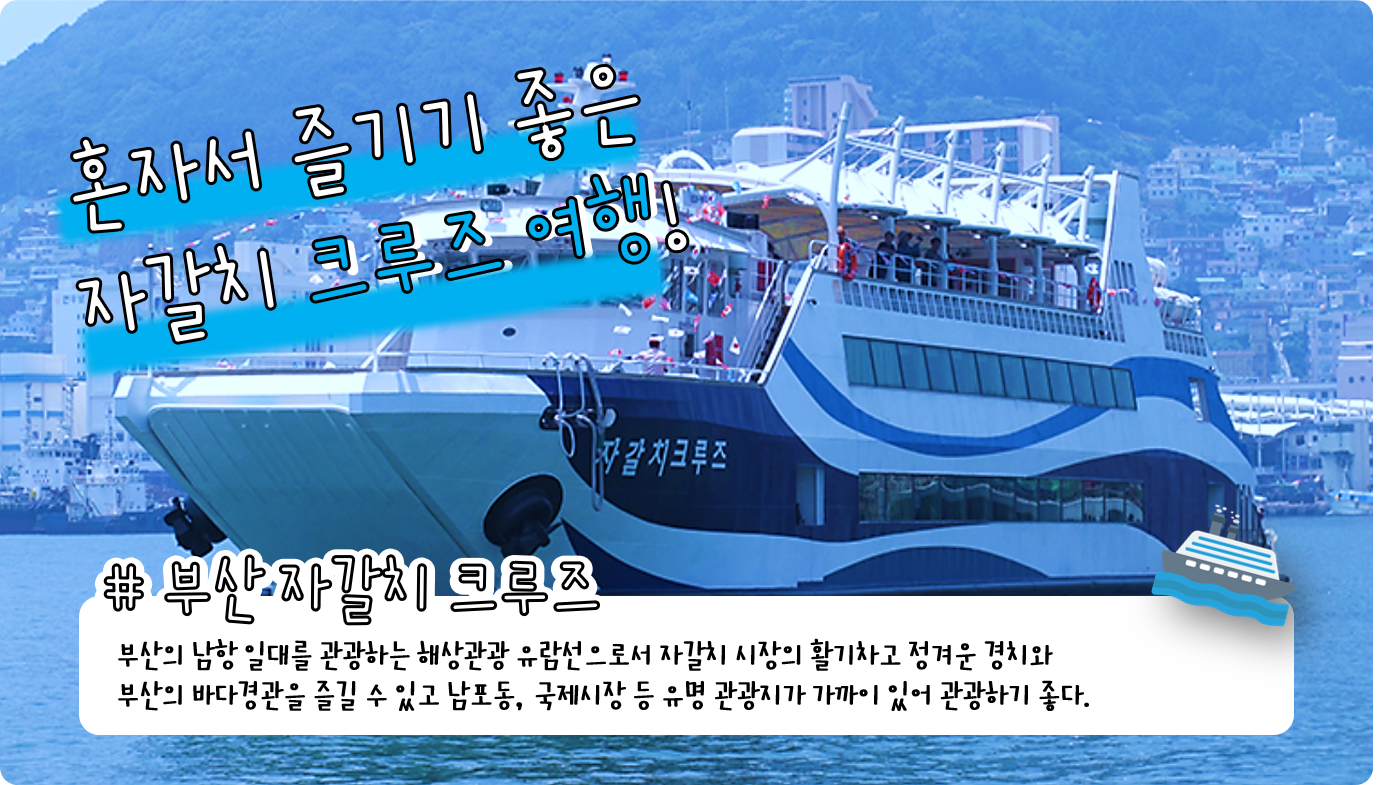 혼자서 즐기기 좋은
자갈치 크루즈 여행!
자갈치크루즈
# 부산 자갈치 크루즈
부산의 남항 일대를 관광하는 해상관광 유람선으로서 자갈치 시장의 활기차고 정겨운 경치와
부산의 바다경관을 즐길 수 있고 남포동, 국제시장 등 유명 관광지가 가까이 있어 관광하기 좋다.